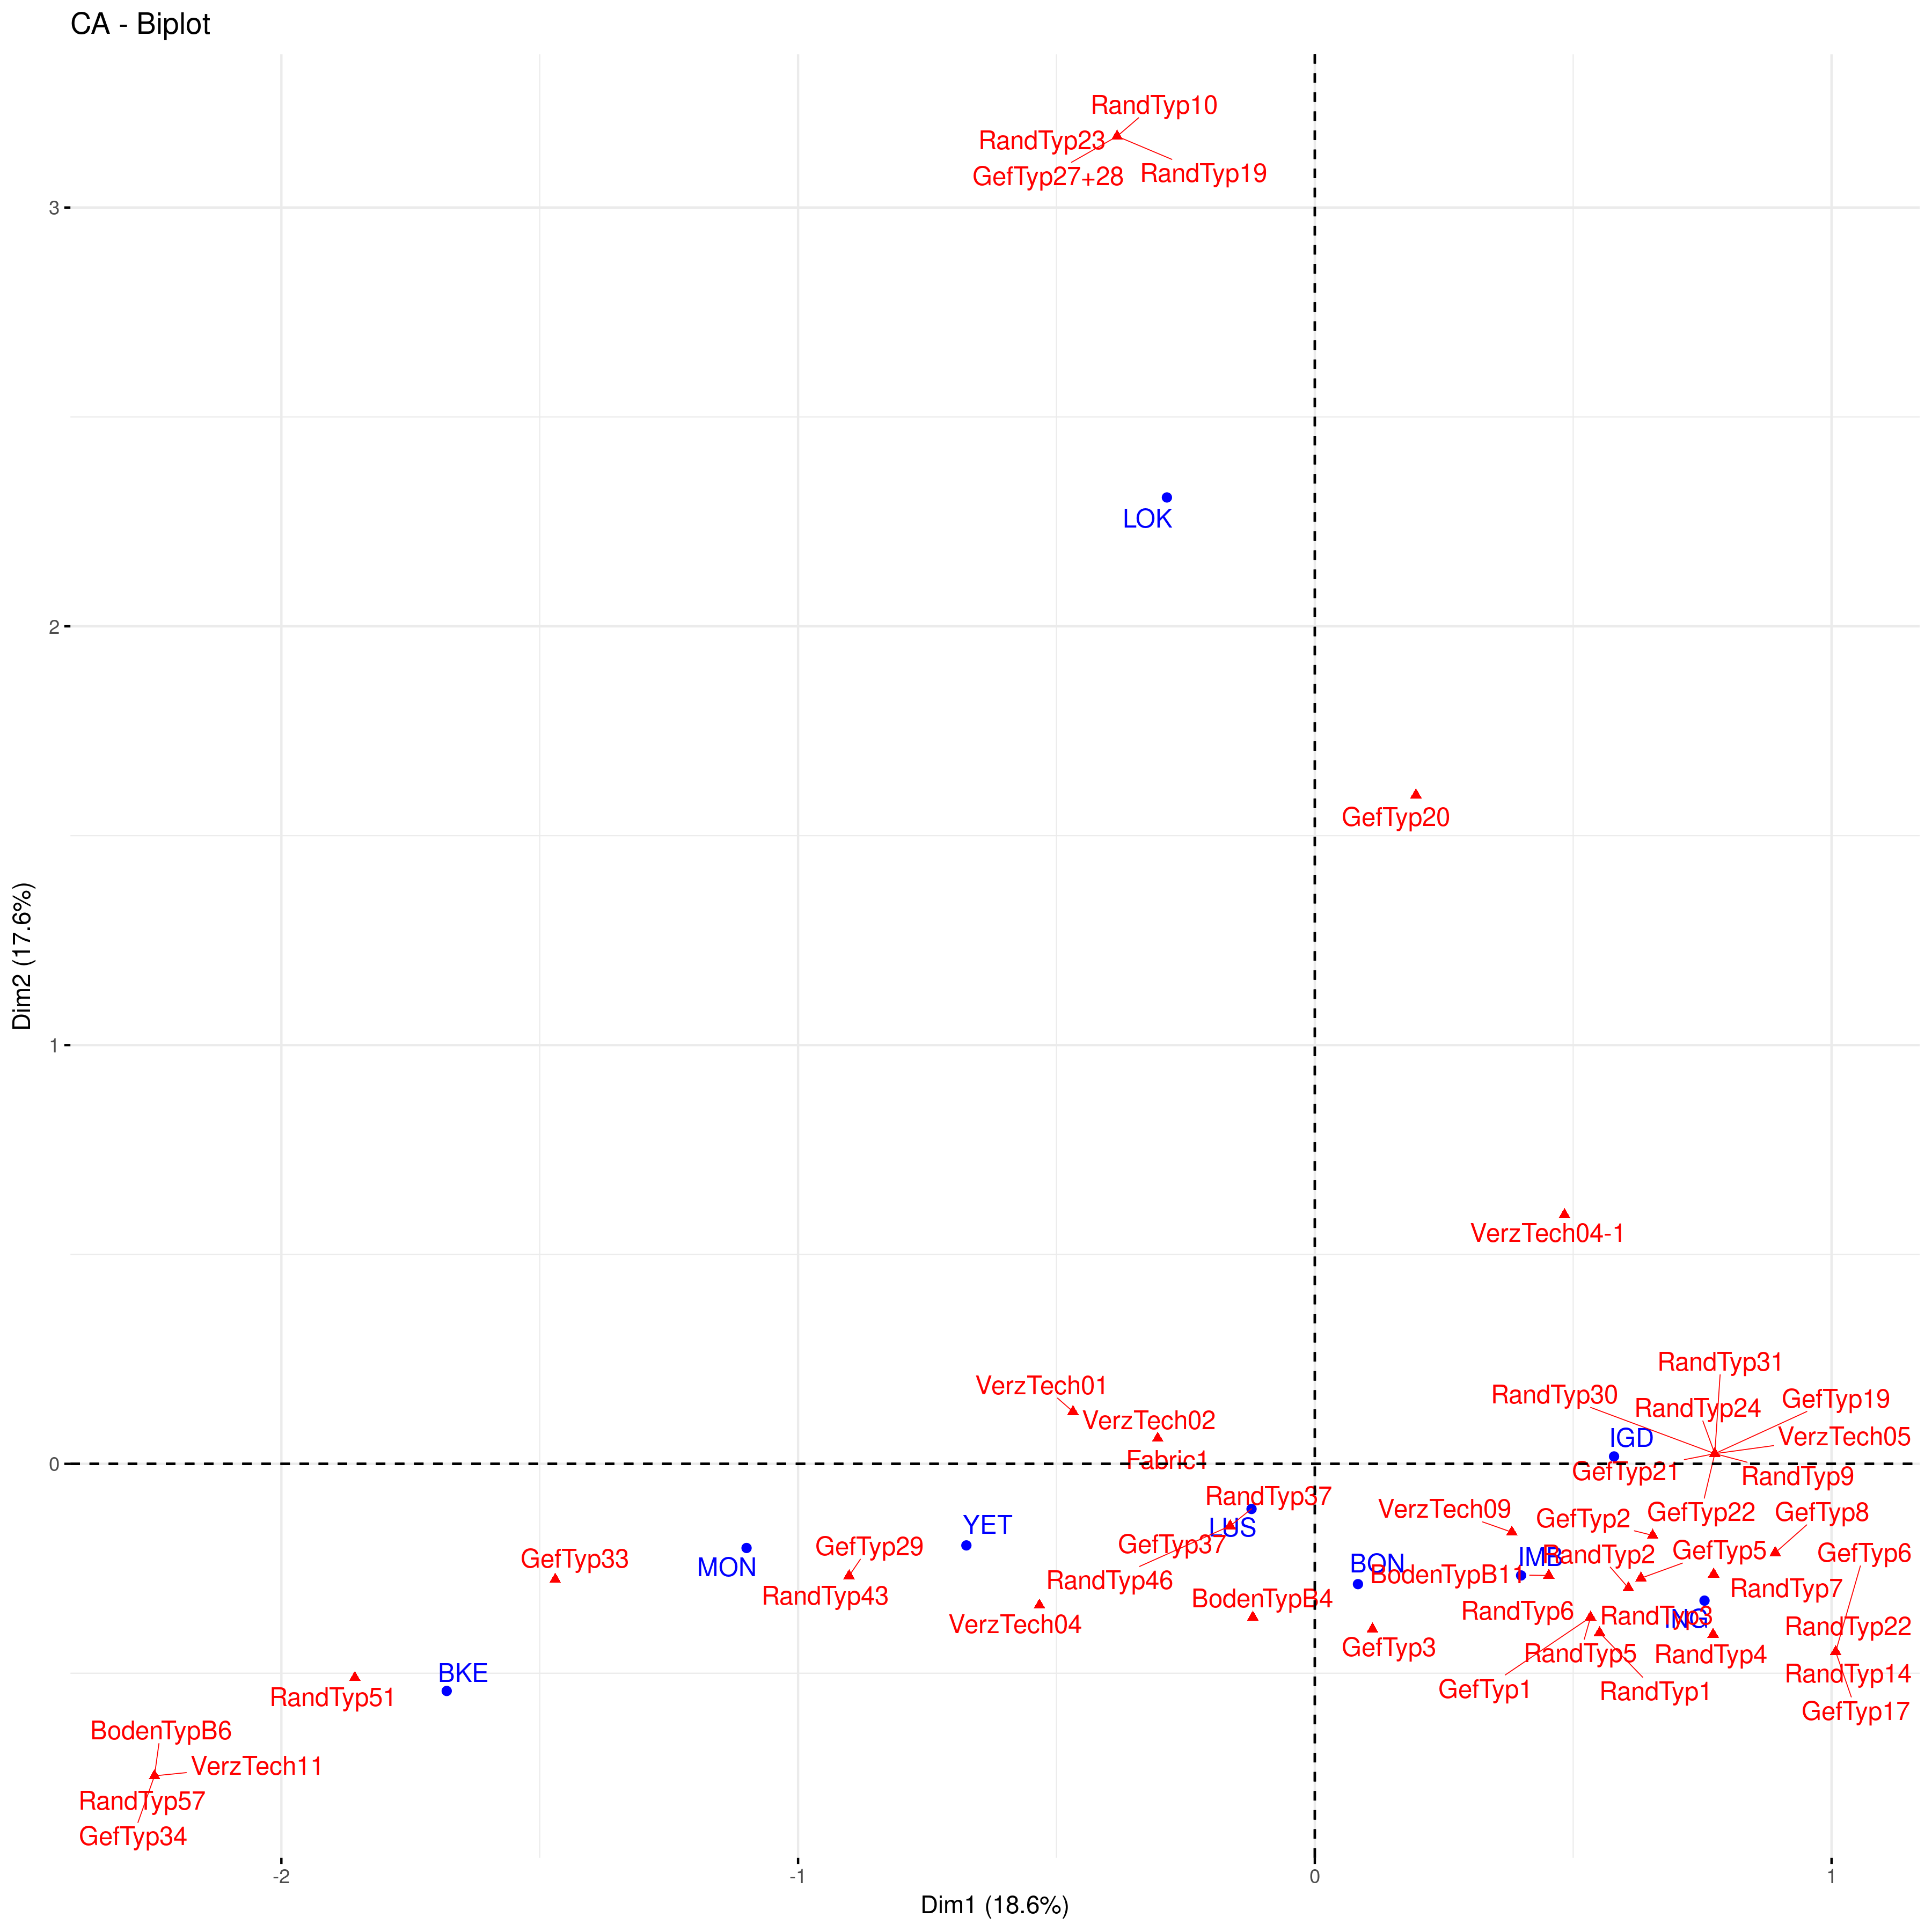 CA - Biplot
RandTyp10
RandTyp23
RandTyp19
GefTyp27+28
3
LOK
2
GefTyp20
Dim2 (17.6%)
1
VerzTech04-1
RandTyp31
VerzTech01
RandTyp30
GefTyp19
RandTyp24
VerzTech02
IGD
VerzTech05
Fabric1
0
GefTyp21
RandTyp9
RandTyp37
VerzTech09
GefTyp2
GefTyp22
GefTyp8
YET
LUS
GefTyp37
GefTyp29
GefTyp33
MON
BON
IMB
RandTyp2
GefTyp5
GefTyp6
BodenTypB11
RandTyp46
RandTyp7
RandTyp43
BodenTypB4
RandTyp6
RandTyp3
ING
VerzTech04
RandTyp22
GefTyp3
RandTyp5
RandTyp4
BKE
RandTyp14
RandTyp51
GefTyp1
RandTyp1
GefTyp17
BodenTypB6
VerzTech11
RandTyp57
GefTyp34
-2
-1
0
1
Dim1 (18.6%)